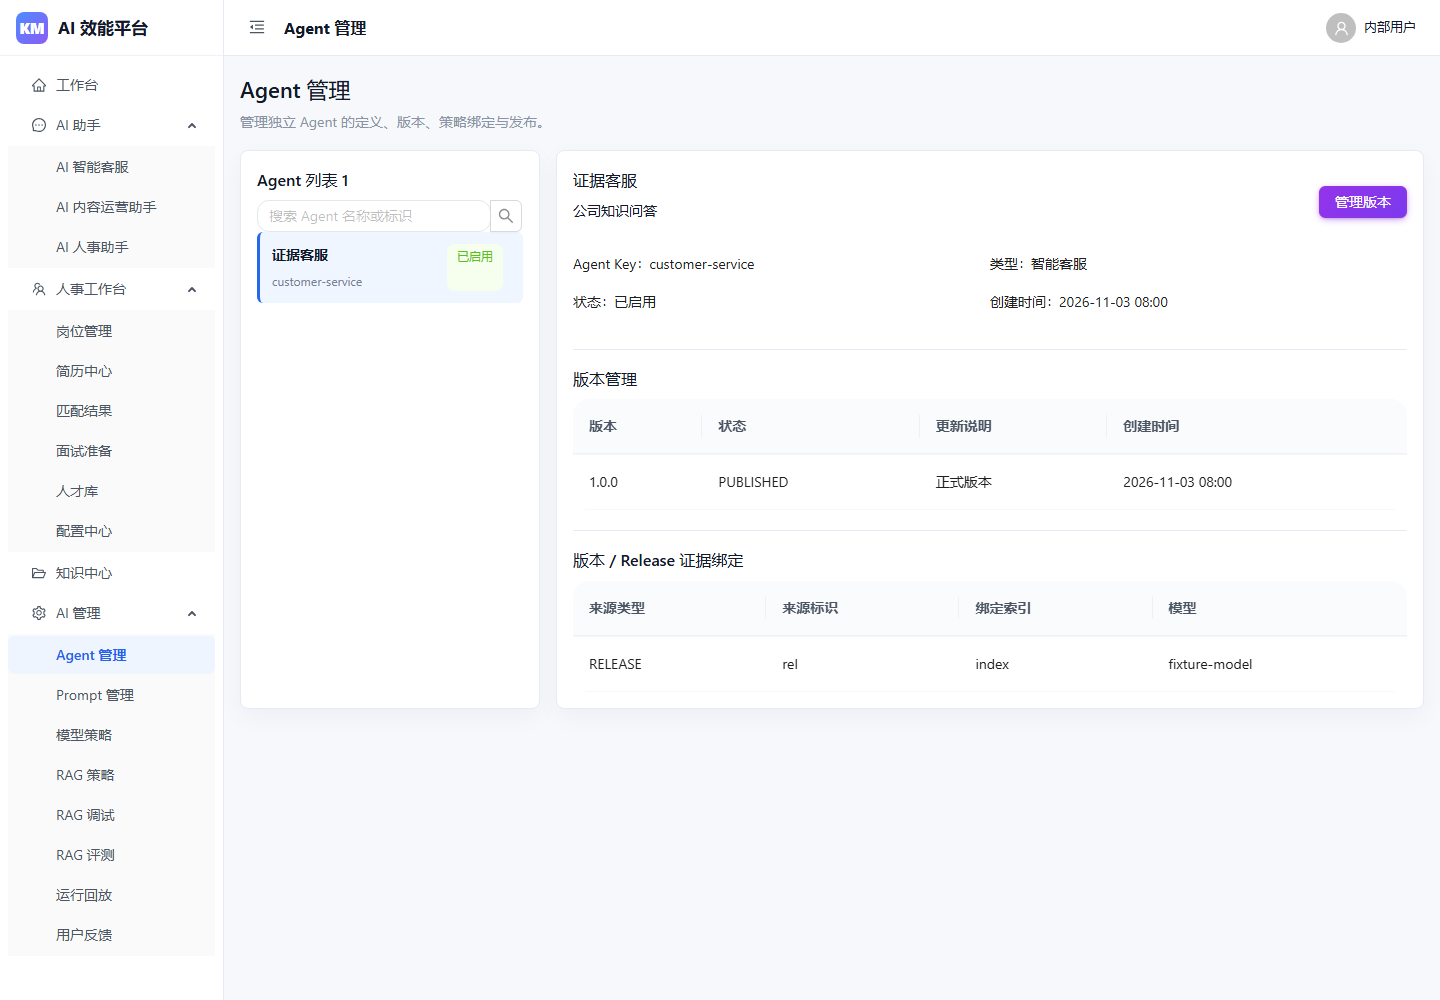 KM AI 效能平台
Agent 管理
内部用户
工作台
AI 助手
AI 智能客服
AI 内容运营助手
AI 人事助手
人事工作台
岗位管理
简历中心
匹配结果
面试准备
人才库
配置中心
知识中心
AI 管理
Agent 管理
Prompt 管理
模型策略
RAG 策略
RAG 调试
RAG 评测
运行回放
用户反馈
Agent 管理
管理独立 Agent 的定义、版本、策略绑定与发布。
Agent 列表 1
搜索 Agent 名称或标识
证据客服 已启用
customer-service
证据客服
公司知识问答
管理版本
Agent Key：customer-service 类型：智能客服
状态：已启用 创建时间：2026-11-03 08:00
版本管理
版本 状态 更新说明 创建时间
1.0.0 PUBLISHED 正式版本 2026-11-03 08:00
版本 / Release 证据绑定
来源类型 来源标识 绑定索引 模型
RELEASE rel index fixture-model